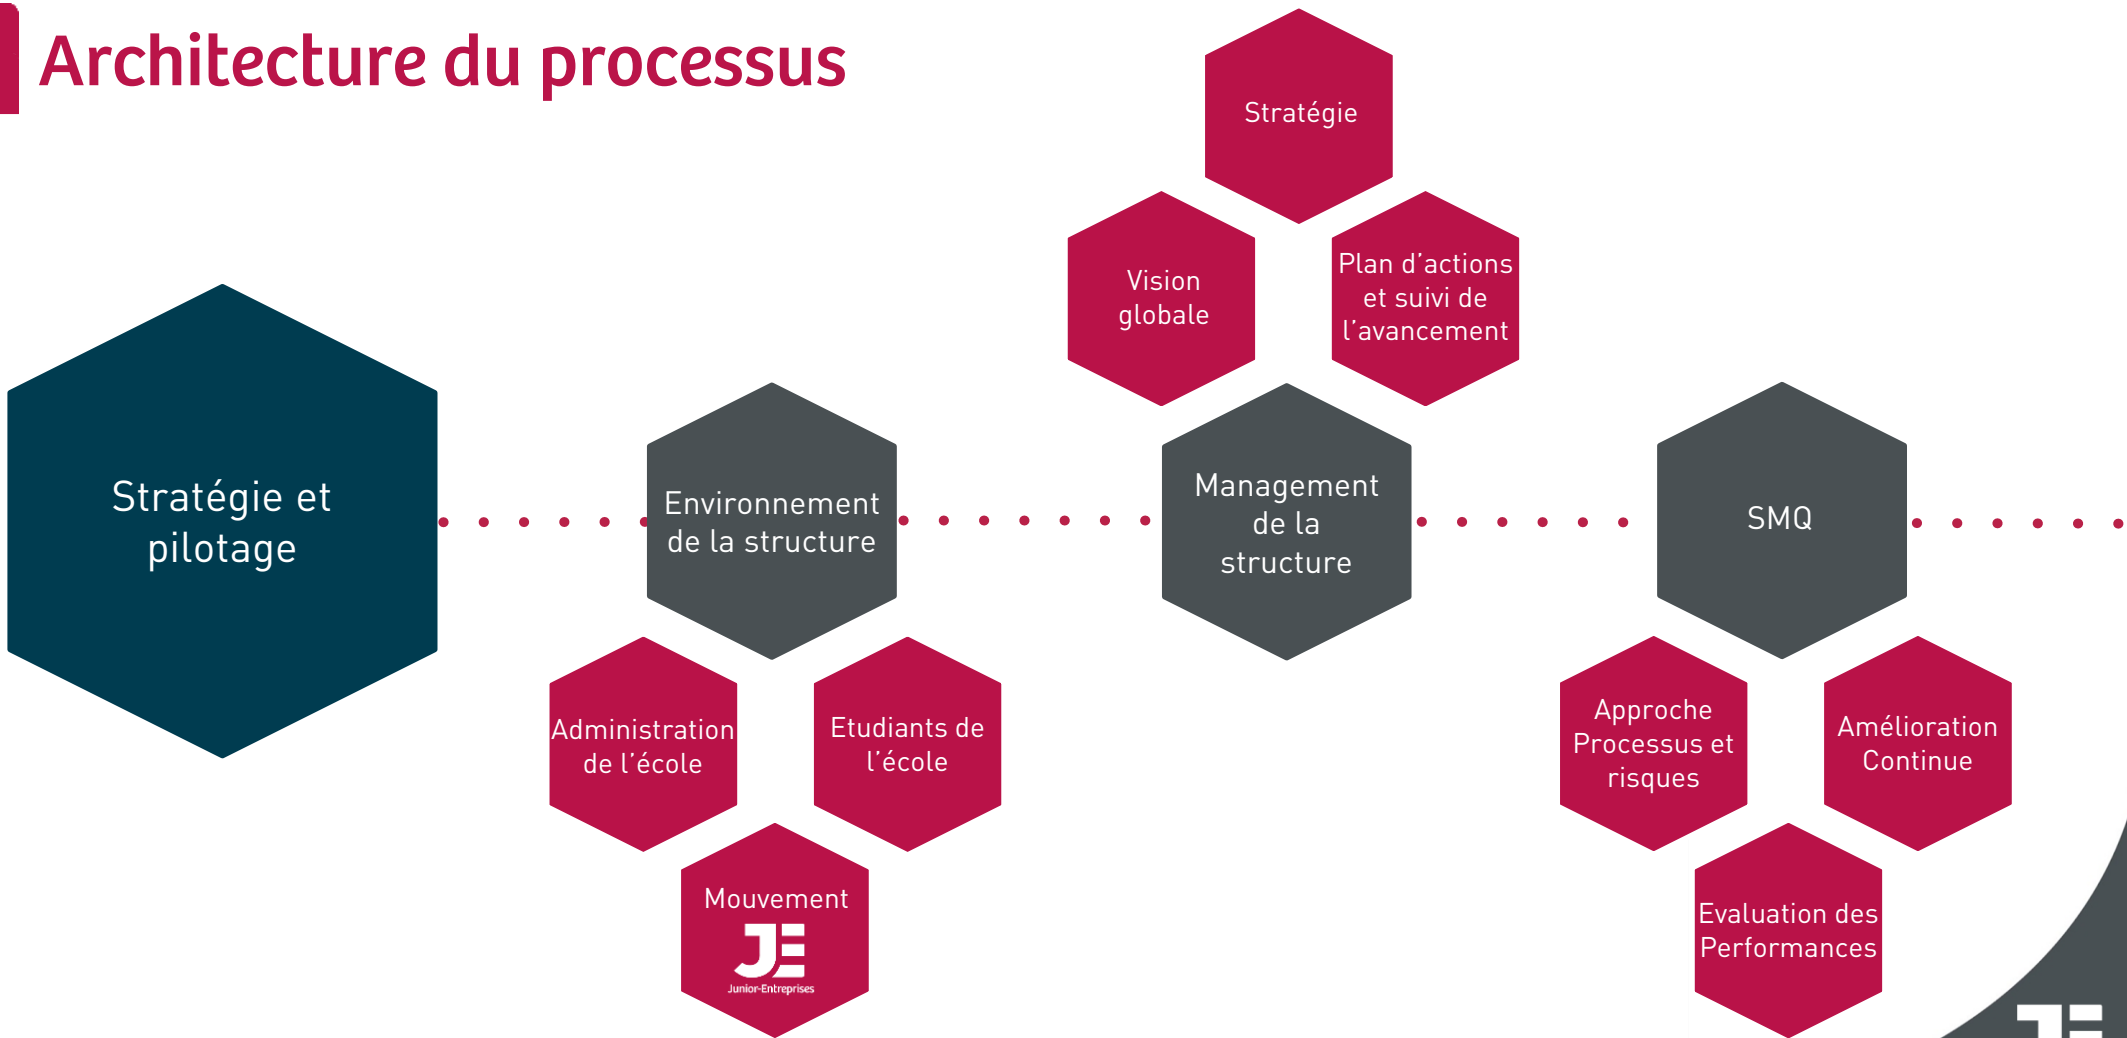 Architecture du processus
Stratégie
Vision
globale
Plan d’actions
et suivi de
l’avancement
Stratégie et
pilotage
Environnement
de la structure
Management
de la
structure
SMQ
Administration
de l’école
Etudiants de
l’école
Mouvement
JE
Junior-Entreprises
Approche
Processus et
risques
Amélioration
Continue
Evaluation des
Performances
JE